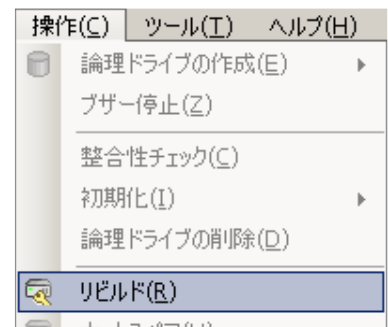 操作(C) ツール(T) ヘルプ(H)
論理ドライブの作成(E)
ブザー停止(Z)
整合性チェック(C)
初期化(I)
論理ドライブの削除(D)
リビルド(R)